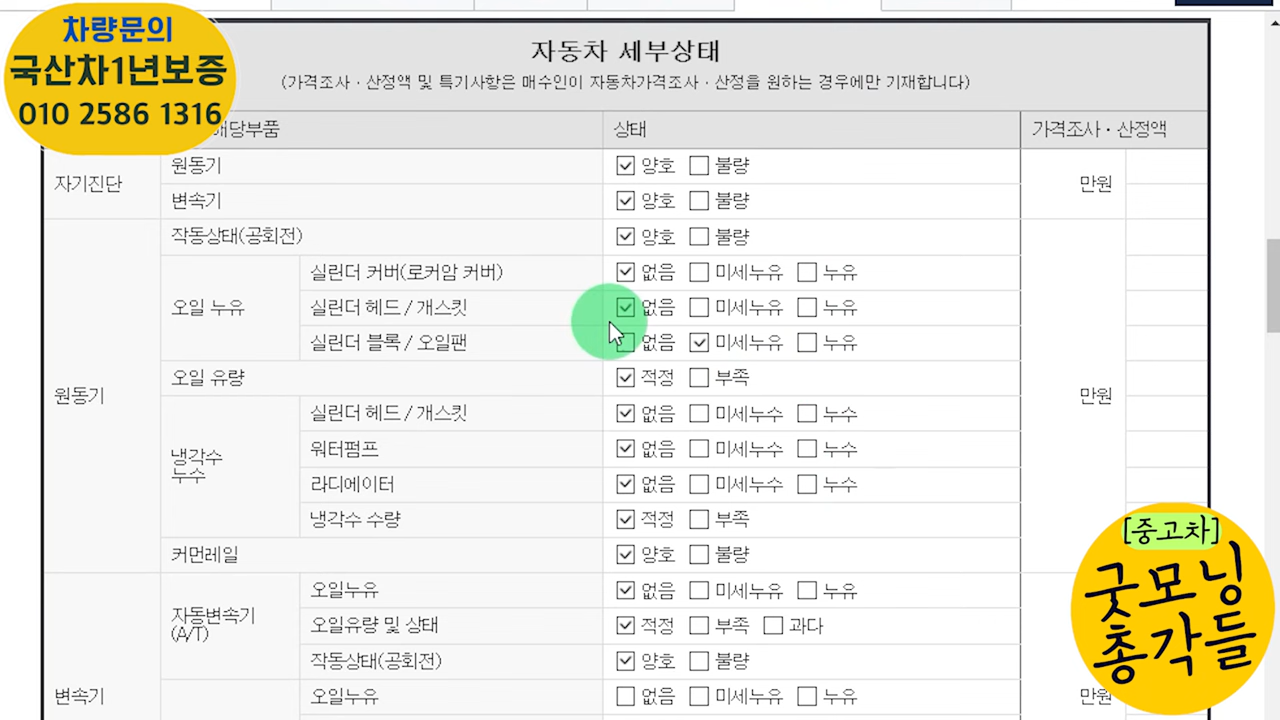 차량문의
국산차1년보증
010 2586 1316
자동차 세부상태
(가격조사 · 산정액 및 특기사항은 매수인이 자동차가격조사 · 산정을 원하는 경우에만 기재합니다)
해당부품 상태 가격조사 · 산정액
자기진단 원동기 ☑ 양호 ☐ 불량 만원
변속기 ☑ 양호 ☐ 불량
원동기 작동상태(공회전) ☑ 양호 ☐ 불량 만원
오일 누유 실린더 커버(로커암 커버) ☑ 없음 ☐ 미세누유 ☐ 누유
실린더 헤드 / 개스킷 ☑ 없음 ☐ 미세누유 ☐ 누유
실린더 블록 / 오일팬 ☐ 없음 ☑ 미세누유 ☐ 누유
오일 유량 ☑ 적정 ☐ 부족
냉각수 누수 실린더 헤드 / 개스킷 ☑ 없음 ☐ 미세누수 ☐ 누수
워터펌프 ☑ 없음 ☐ 미세누수 ☐ 누수
라디에이터 ☑ 없음 ☐ 미세누수 ☐ 누수
냉각수 수량 ☑ 적정 ☐ 부족
커먼레일 ☑ 양호 ☐ 불량
변속기 자동변속기 (A/T) 오일누유 ☑ 없음 ☐ 미세누유 ☐ 누유 만원
오일유량 및 상태 ☑ 적정 ☐ 부족 ☐ 과다
작동상태(공회전) ☑ 양호 ☐ 불량
오일누유 ☐ 없음 ☐ 미세누유 ☐ 누유
[중고차]
굿모닝
총각들